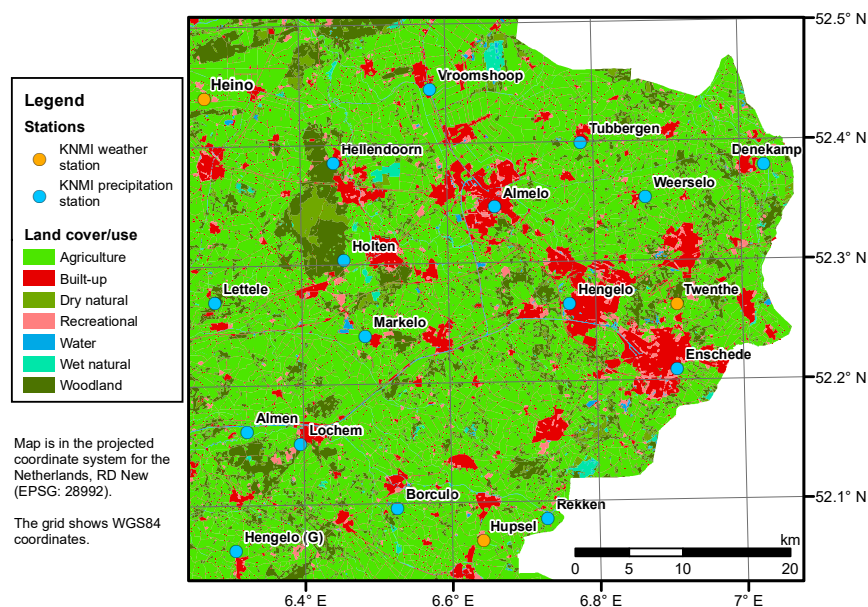 Legend
Stations
KNMI weather
station
KNMI precipitation
station
Land cover/use
Agriculture
Built-up
Dry natural
Recreational
Water
Wet natural
Woodland
Map is in the projected
coordinate system for the
Netherlands, RD New
(EPSG: 28992).
The grid shows WGS84
coordinates.
Heino
Vroomshoop
Tubbergen
Hellendoorn
Denekamp
Weerselo
Almelo
Holten
Lettele
Hengelo
Twenthe
Markelo
Enschede
Almen
Lochem
Borculo
Rekken
Hupsel
Hengelo (G)
km
0 5 10 20
52.5° N
52.4° N
52.3° N
52.2° N
52.1° N
6.4° E 6.6° E 6.8° E 7° E